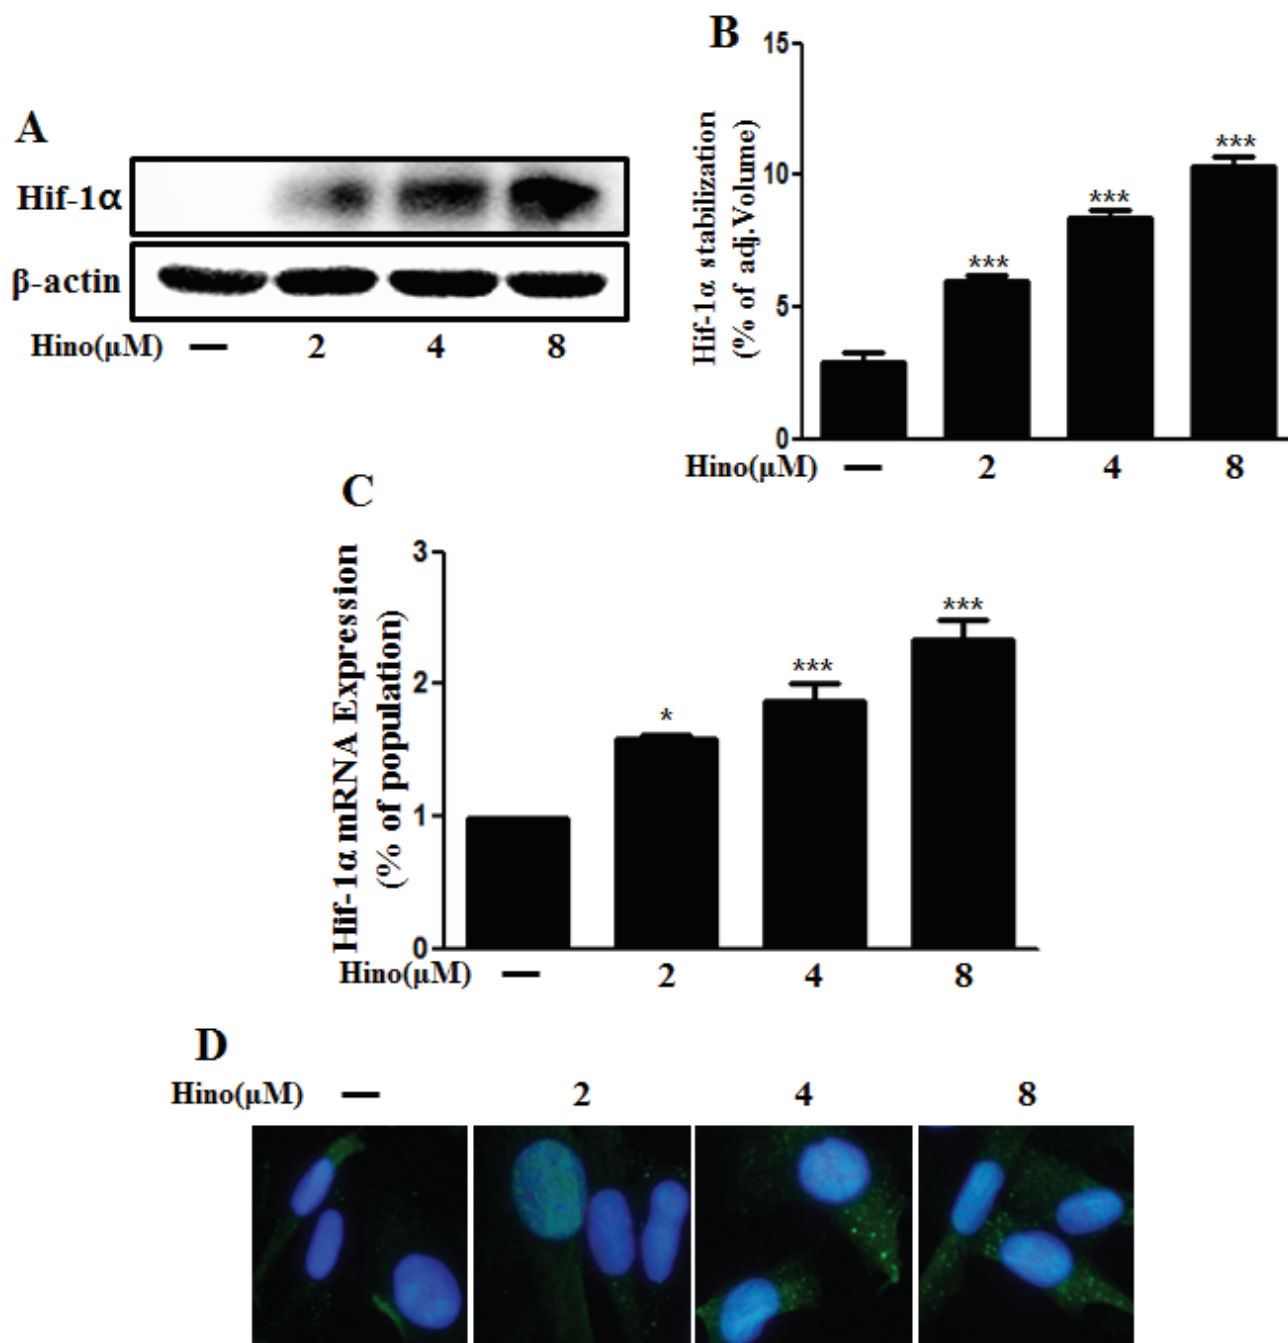 A
Hif-1α
β-actin
Hino(μM) — 2 4 8
B
Hif-1α stabilization
(% of adj.Volume)
15
10
5
0
***
***
***
Hino(μM) — 2 4 8
C
Hif-1α mRNA Expression
(% of population)
3
2
1
0
*
***
***
Hino(μM) — 2 4 8
D
Hino(μM) — 2 4 8